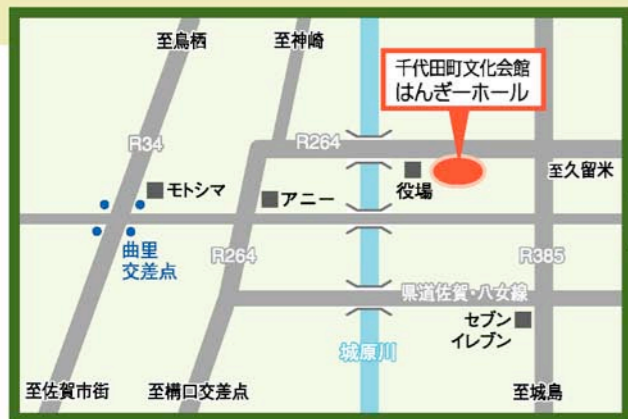 至鳥栖
至神崎
千代田町文化会館
はんぎーホール
R34
R264
至久留米
モトシマ
アニー
役場
曲里
交差点
R264
R385
県道佐賀・八女線
セブン
イレブン
城原川
至佐賀市街
至構口交差点
至城島